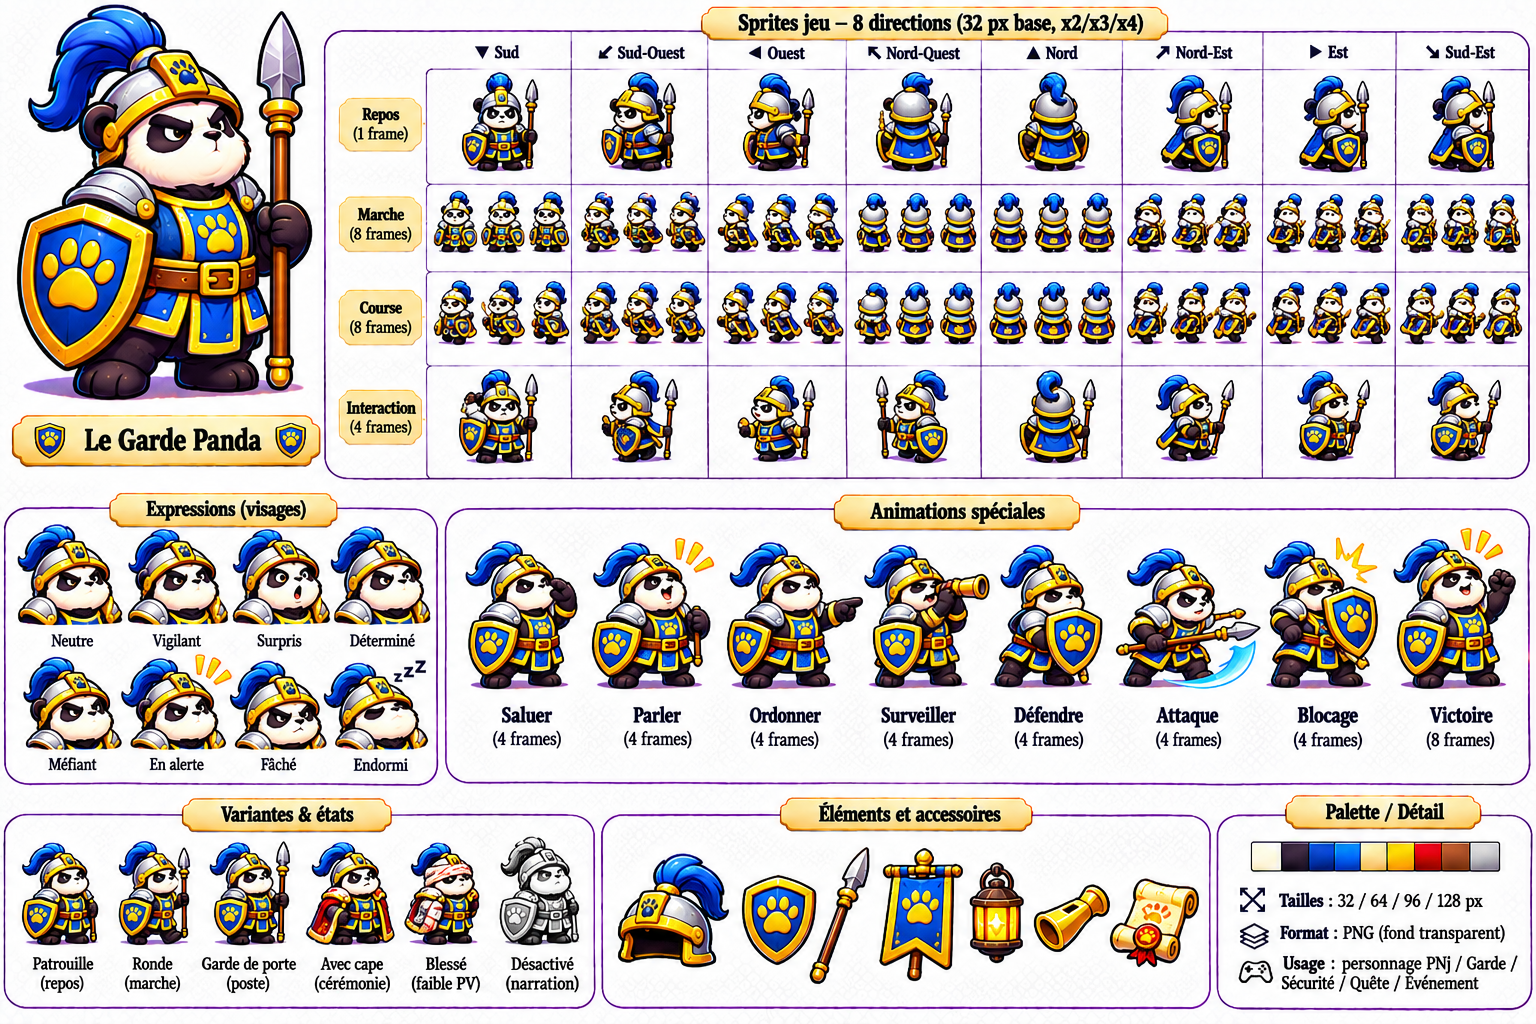 Sprites jeu – 8 directions (32 px base, x2/x3/x4)
▼ Sud
↙ Sud-Ouest
◀ Ouest
↖ Nord-Quest
▲ Nord
↗ Nord-Est
▶ Est
↘ Sud-Est
Repos
(1 frame)
Marche
(8 frames)
Course
(8 frames)
Interaction
(4 frames)
Le Garde Panda
Expressions (visages)
Neutre
Vigilant
Surpris
Déterminé
zzZ
Méfiant
En alerte
Fâché
Endormi
Animations spéciales
Saluer
(4 frames)
Parler
(4 frames)
Ordonner
(4 frames)
Surveiller
(4 frames)
Défendre
(4 frames)
Attaque
(4 frames)
Blocage
(4 frames)
Victoire
(8 frames)
Variantes & états
Patrouille
(repos)
Ronde
(marche)
Garde de porte
(poste)
Avec cape
(cérémonie)
Blessé
(faible PV)
Désactivé
(narration)
Éléments et accessoires
Palette / Détail
Tailles : 32 / 64 / 96 / 128 px
Format : PNG (fond transparent)
Usage : personnage PNj / Garde /
Sécurité / Quête / Evénement